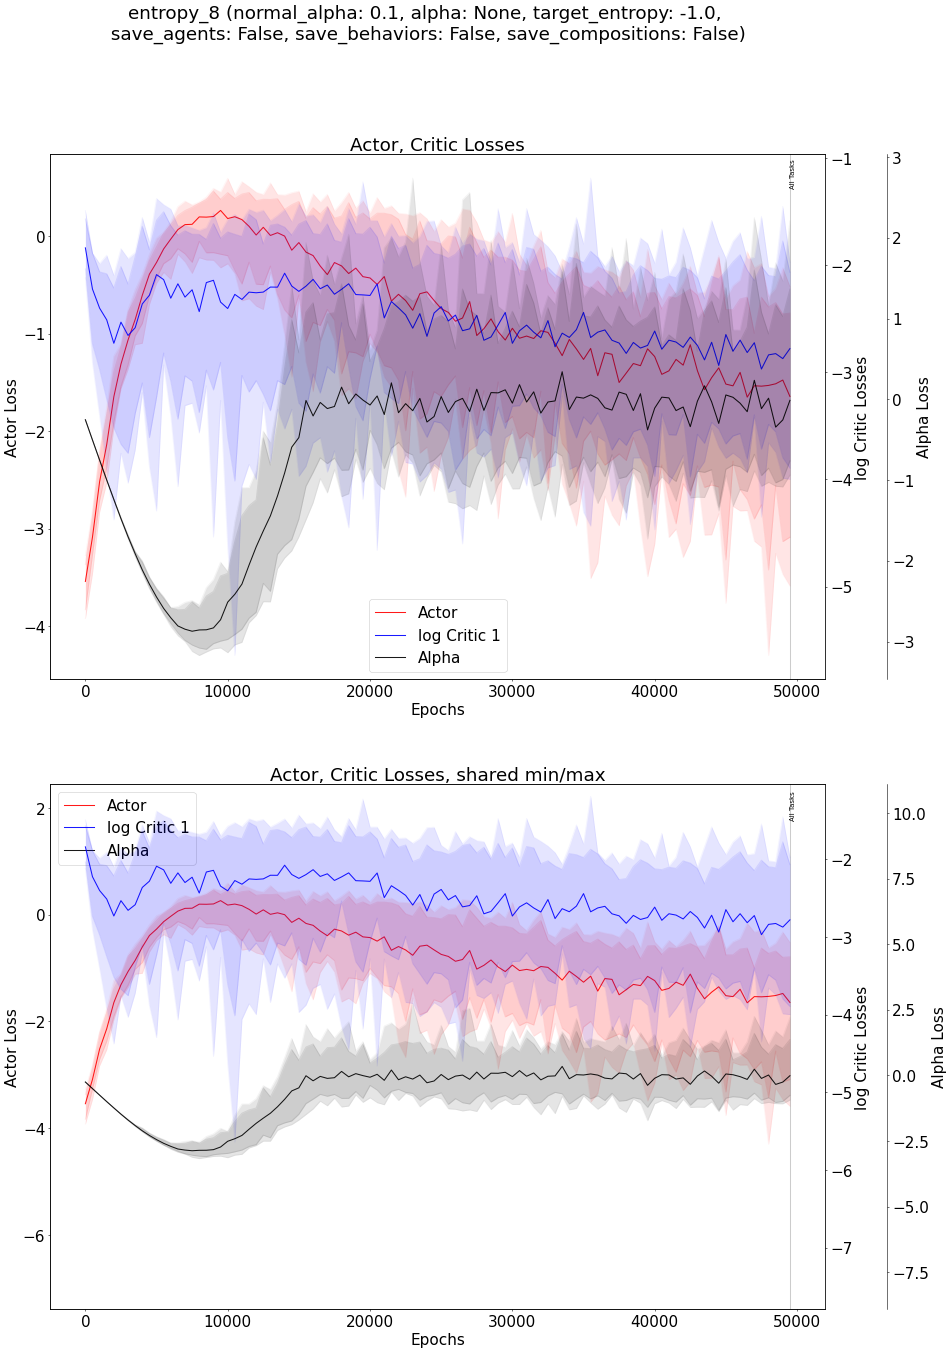 entropy_8 (normal_alpha: 0.1, alpha: None, target_entropy: -1.0,
save_agents: False, save_behaviors: False, save_compositions: False)
Actor, Critic Losses
All Tasks
Actor Loss
0
−1
−2
−3
−4
−1
−2
−3
−4
−5
log Critic Losses
3
2
1
0
−1
−2
−3
Alpha Loss
Actor
log Critic 1
Alpha
0
10000
20000
30000
40000
50000
Epochs
Actor, Critic Losses, shared min/max
All Tasks
Actor
log Critic 1
Alpha
Actor Loss
2
0
−2
−4
−6
−2
−3
−4
−5
−6
−7
log Critic Losses
10.0
7.5
5.0
2.5
0.0
−2.5
−5.0
−7.5
Alpha Loss
0
10000
20000
30000
40000
50000
Epochs